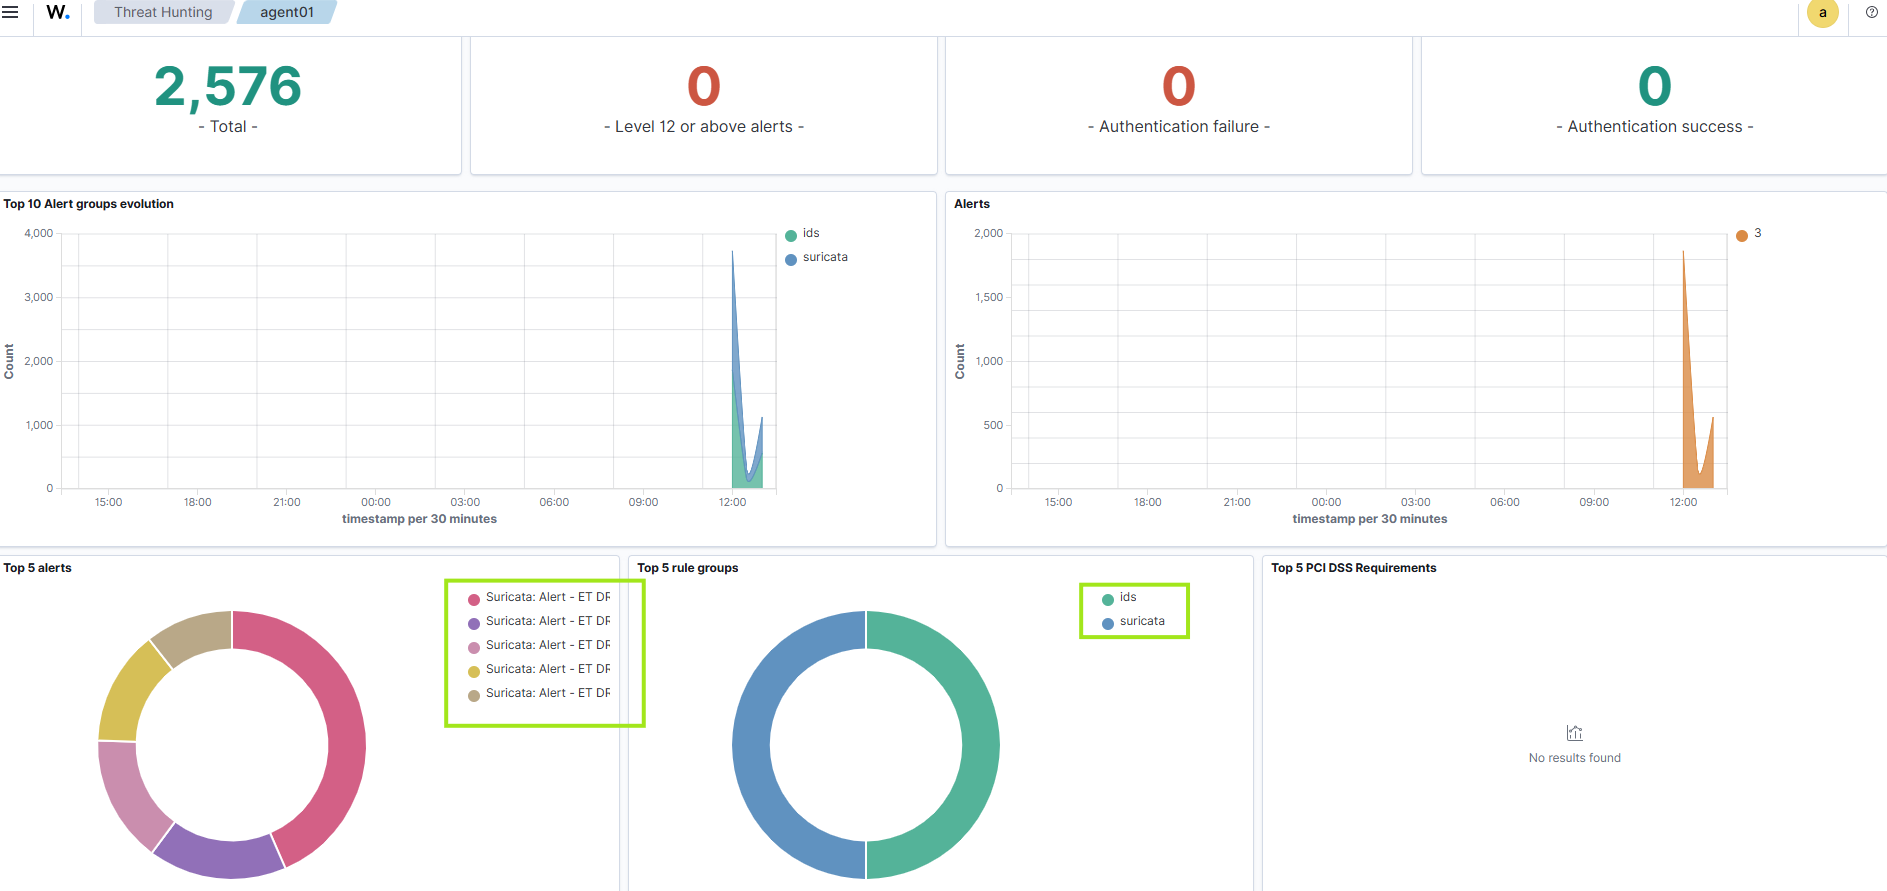 W. Threat Hunting agent01 a
2,576
- Total -
0
- Level 12 or above alerts -
0
- Authentication failure -
0
- Authentication success -
Top 10 Alert groups evolution
4,000
3,000
2,000
1,000
0
Count
15:00 18:00 21:00 00:00 03:00 06:00 09:00 12:00
timestamp per 30 minutes
ids
suricata
Alerts
2,000
1,500
1,000
500
0
Count
15:00 18:00 21:00 00:00 03:00 06:00 09:00 12:00
timestamp per 30 minutes
3
Top 5 alerts
Suricata: Alert - ET DR
Suricata: Alert - ET DR
Suricata: Alert - ET DR
Suricata: Alert - ET DR
Suricata: Alert - ET DR
Top 5 rule groups
ids
suricata
Top 5 PCI DSS Requirements
No results found